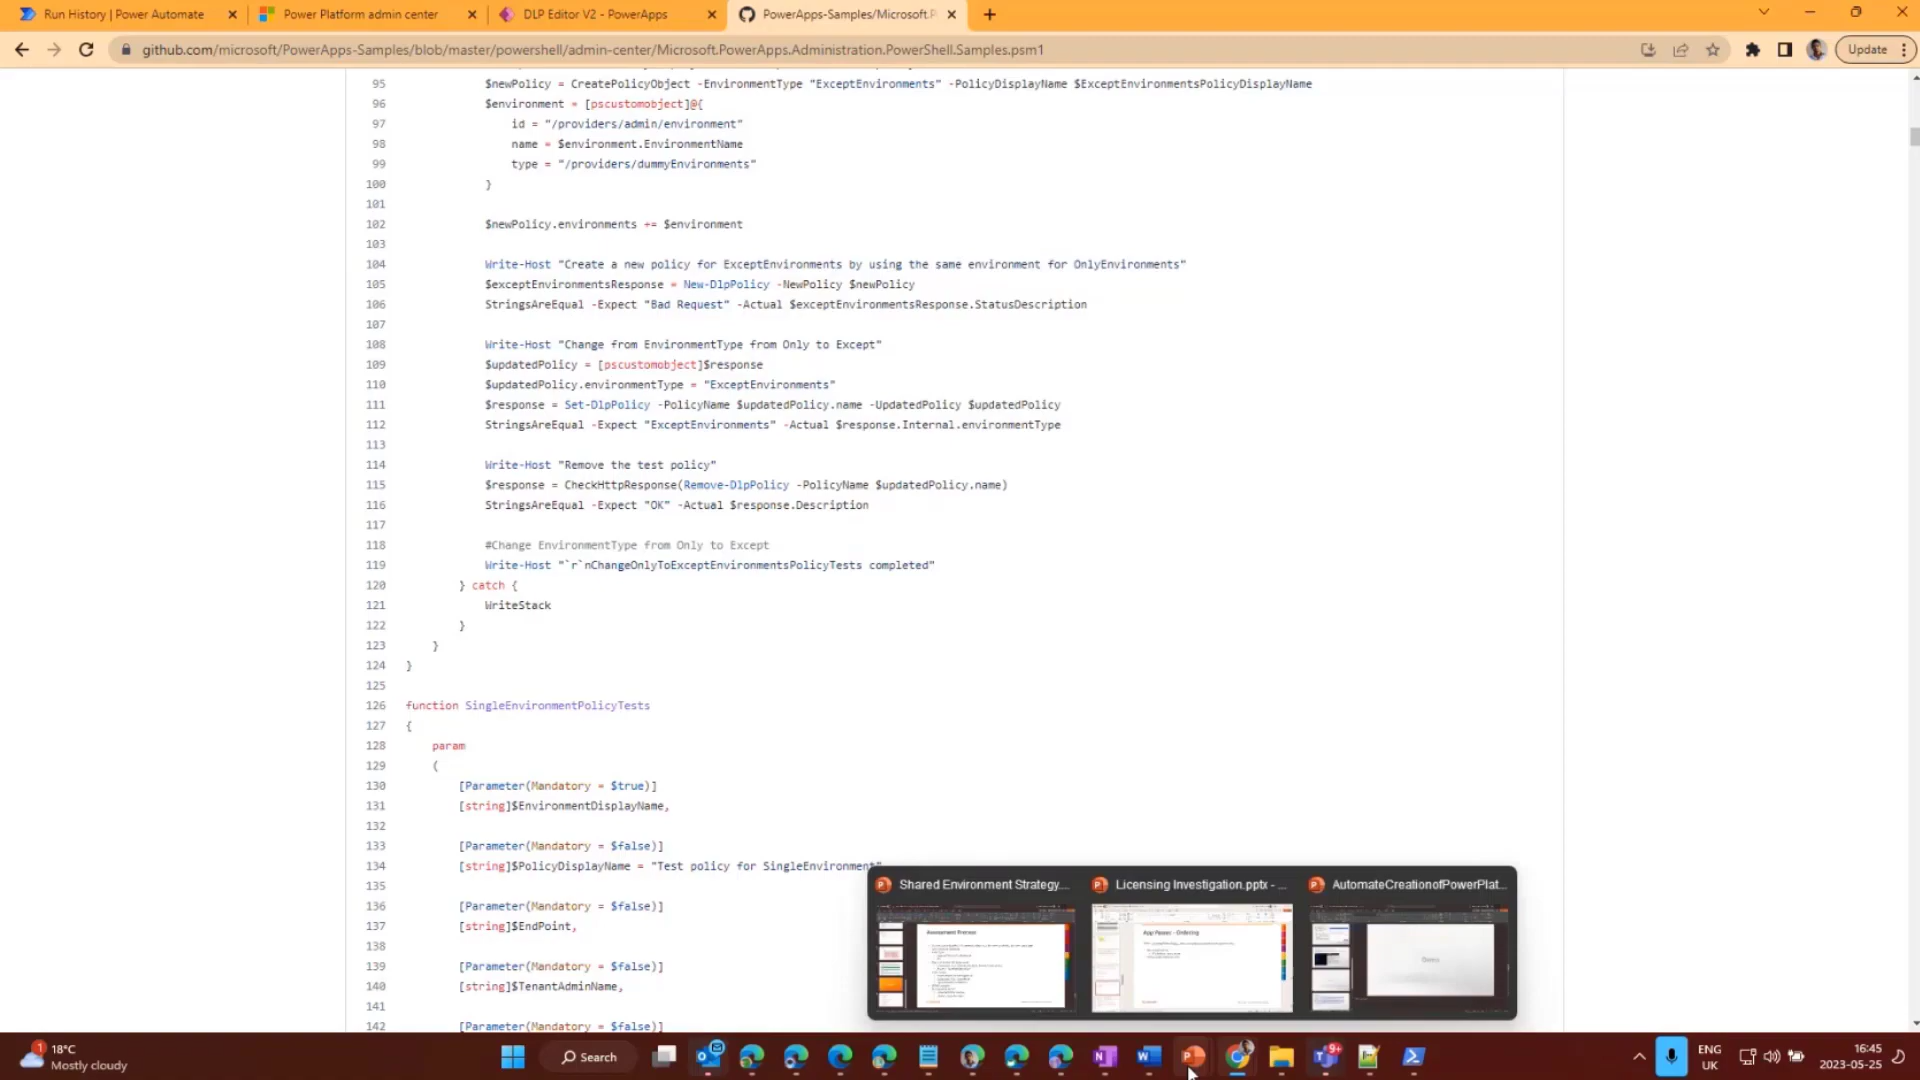 Run History | Power Automate
Power Platform admin center
DLP Editor V2 - PowerApps
PowerApps-Samples/Microsoft.P
github.com/microsoft/PowerApps-Samples/blob/master/powershell/admin-center/Microsoft.PowerApps.Administration.PowerShell.Samples.psm1
Update
95 $newPolicy = CreatePolicyObject -EnvironmentType "ExceptEnvironments" -PolicyDisplayName $ExceptEnvironmentsPolicyDisplayName
96 $environment = [pscustomobject]@{
97 id = "/providers/admin/environment"
98 name = $environment.EnvironmentName
99 type = "/providers/dummyEnvironments"
100 }
101
102 $newPolicy.environments += $environment
103
104 Write-Host "Create a new policy for ExceptEnvironments by using the same environment for OnlyEnvironments"
105 $exceptEnvironmentsResponse = New-DlpPolicy -NewPolicy $newPolicy
106 StringsAreEqual -Expect "Bad Request" -Actual $exceptEnvironmentsResponse.StatusDescription
107
108 Write-Host "Change from EnvironmentType from Only to Except"
109 $updatedPolicy = [pscustomobject]$response
110 $updatedPolicy.environmentType = "ExceptEnvironments"
111 $response = Set-DlpPolicy -PolicyName $updatedPolicy.name -UpdatedPolicy $updatedPolicy
112 StringsAreEqual -Expect "ExceptEnvironments" -Actual $response.Internal.environmentType
113
114 Write-Host "Remove the test policy"
115 $response = CheckHttpResponse(Remove-DlpPolicy -PolicyName $updatedPolicy.name)
116 StringsAreEqual -Expect "OK" -Actual $response.Description
117
118 #Change EnvironmentType from Only to Except
119 Write-Host "`r`nChangeOnlyToExceptEnvironmentsPolicyTests completed"
120 } catch {
121 WriteStack
122 }
123 }
124 }
125
126 function SingleEnvironmentPolicyTests
127 {
128 param
129 (
130 [Parameter(Mandatory = $true)]
131 [string]$EnvironmentDisplayName,
132
133 [Parameter(Mandatory = $false)]
134 [string]$PolicyDisplayName = "Test policy for SingleEnvironment"
135
136 [Parameter(Mandatory = $false)]
137 [string]$EndPoint,
138
139 [Parameter(Mandatory = $false)]
140 [string]$TenantAdminName,
141
142 [Parameter(Mandatory = $false)]
Shared Environment Strategy....
Licensing Investigation.pptx - ...
AutomateCreationofPowerPlat...
Assessment Process
App Passes - Ordering
Demo
1
18°C
Mostly cloudy
Search
9+
ENG
UK
16:45
2023-05-25